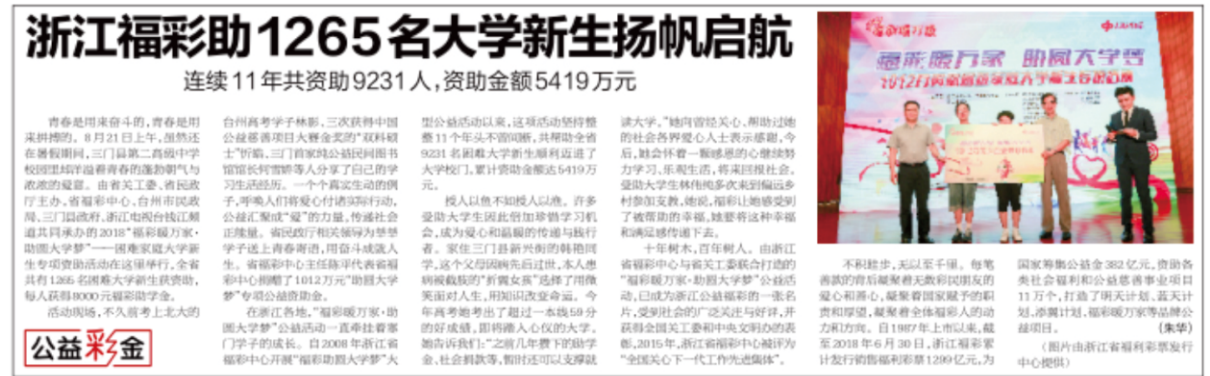 浙江福彩助1265名大学新生扬帆启航
连续11年共资助9231人，资助金额5419万元
青春是用来奋斗的，青春是用
来拼搏的。8月21日上午，虽然还
在暑假期间，三门县第二高级中学
校园里却洋溢着青春的蓬勃朝气与
浓浓的爱意。由省关工委、省民政
厅主办，省福彩中心、台州市民政
局、三门县政府、浙江电视台钱江频
道共同承办的2018“福彩暖万家·
助圆大学梦”——困难家庭大学新
生专项资助活动在这里举行，全省
共有1265名困难大学新生获资助，
每人获得8000元福彩助学金。
活动现场，不久前考上北大的
公益彩金
台州高考学子林影、三次获得中国
公益慈善项目大赛金奖的“双料硕
士”忻皓、三门首家纯公益民间图书
馆馆长何雪娇等人分享了自己的学
习生活经历。一个个真实生动的例
子，呼唤人们将爱心付诸实际行动，
公益汇聚成“爱”的力量，传递社会
正能量。省民政厅相关领导为莘莘
学子送上青春寄语，用奋斗成就人
生。省福彩中心主任陈平代表省福
彩中心捐赠了1012万元“助圆大学
梦”专项公益资助金。
在浙江各地，“福彩暖万家·助
圆大学梦”公益活动一直牵挂着寒
门学子的成长。自2008年浙江省
福彩中心开展“福彩助圆大学梦”大
型公益活动以来，这项活动坚持整
整11个年头不曾间断，共帮助全省
9231名困难大学新生顺利迈进了
大学校门，累计资助金额达5419万
元。
授人以鱼不如授人以渔。许多
受助大学生因此倍加珍惜学习机
会，成为爱心和温暖的传递与践行
者。家住三门县新兴街的韩艳同
学，这个父母因病先后过世，本人患
病被截肢的“折翼女孩”选择了用微
笑面对人生，用知识改变命运。今
年高考她考出了超过一本线59分
的好成绩，即将踏入心仪的大学。
她告诉我们：“之前几年攒下的助学
金、社会捐款等，暂时还可以支撑就
读大学。”她向曾经关心、帮助过她
的社会各界爱心人士表示感谢，今
后，她会怀着一颗感恩的心继续努
力学习、乐观生活，将来回报社会。
受助大学生林伟纯多次来到偏远乡
村参加支教，她说，福彩让她感受到
了被帮助的幸福，她要将这种幸福
和满足感传递下去。
十年树木，百年树人。由浙江
省福彩中心与省关工委联合打造的
“福彩暖万家·助圆大学梦”公益活
动，已成为浙江公益福彩的一张名
片，受到社会的广泛关注与好评，并
获得全国关工委和中央文明办的表
彰，2015年，浙江省福彩中心被评为
“全国关心下一代工作先进集体”。
福彩暖万家 助圆大学梦
不积跬步，无以至千里。每笔
善款的背后凝聚着无数彩民朋友的
爱心和善心，凝聚着国家赋予的职
责和厚望，凝聚着全体福彩人的动
力和方向。自1987年上市以来，截
至2018年6月30日，浙江福彩累
计发行销售福利彩票1299亿元，为
国家筹集公益金382亿元，资助各
类社会福利和公益慈善事业项目
11万个，打造了明天计划、蓝天计
划、添翼计划、福彩暖万家等品牌公
益项目。
（朱华）
（图片由浙江省福利彩票发行
中心提供）